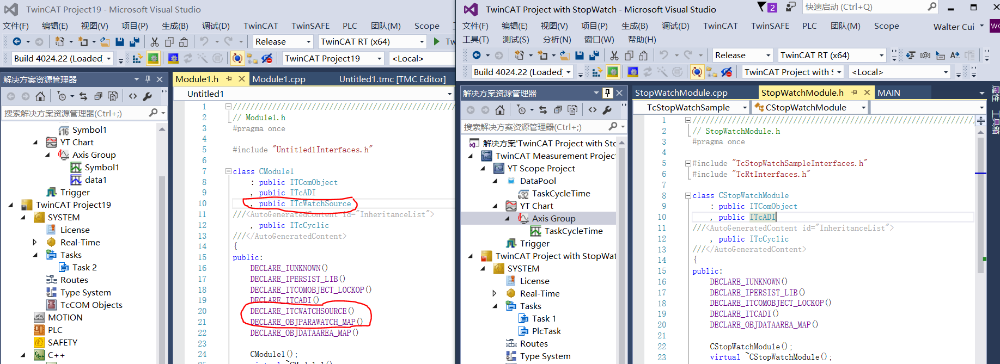 TwinCAT Project19 - Microsoft Visual Studio
文件(F) 编辑(E) 视图(V) 项目(P) 生成(B) 调试(D) TwinCAT TwinSAFE PLC 团队(M) Scope
Release TwinCAT RT (x64)
Build 4024.22 (Loaded) TwinCAT Project19 <Local>
解决方案资源管理器
搜索解决方案资源管理器(Ctrl+;)
Symbol1
YT Chart
Axis Group
Symbol1
data1
Trigger
TwinCAT Project19
SYSTEM
License
Real-Time
Tasks
Task 2
Routes
Type System
TcCOM Objects
MOTION
PLC
SAFETY
C++
Module1.h Module1.cpp Untitled1.tmc [TMC Editor]
Untitled1
1 ////////////////////////////////////////////////////////////
2 // Module1.h
3 #pragma once
4
5 #include "Untitled1Interfaces.h"
6
7 class CModule1
8 : public ITComObject
9 , public ITcADI
10 , public ITcWatchSource
11 ///<AutoGeneratedContent id="InheritanceList">
12 , public ITcCyclic
13 ///</AutoGeneratedContent>
14 {
15 public:
16 DECLARE_IUNKNOWN()
17 DECLARE_IPERSIST_LIB()
18 DECLARE_ITCOMOBJECT_LOCKOP()
19 DECLARE_ITCADI()
20 DECLARE_ITCWATCHSOURCE()
21 DECLARE_OBJPARAWATCH_MAP()
22 DECLARE_OBJDATAAREA_MAP()
23
24 CModule1();
TwinCAT Project with StopWatch - Microsoft Visual Studio
2
快速启动 (Ctrl+Q)
文件(F) 编辑(E) 视图(V) 项目(P) 生成(B) 调试(D) TwinCAT TwinSAFE PLC 团队(M) Scope Walter Cui
工具(T) 测试(S) 分析(N) 窗口(W) 帮助(H)
Release TwinCAT RT (x64)
Build 4024.22 (Loaded) TwinCAT Project with <Local>
解决方案资源管理器
搜索解决方案资源管理器(Ctrl+;)
解决方案'TwinCAT Project with Sto
TwinCAT Measurement Project
YT Scope Project
DataPool
TaskCycleTime
YT Chart
Axis Group
TaskCycleTime
Trigger
TwinCAT Project with StopWat
SYSTEM
License
Real-Time
Tasks
Task 1
PlcTask
Routes
Type System
StopWatchModule.cpp StopWatchModule.h MAIN
TcStopWatchSample CStopWatchModule
1 ////////////////////////////////////////////////////////////
2 // StopWatchModule.h
3 #pragma once
4
5 #include "TcStopWatchSampleInterfaces.h"
6 #include "TcRtInterfaces.h"
7
8 class CStopWatchModule
9 : public ITComObject
10 , public ITcADI
11 ///<AutoGeneratedContent id="InheritanceList">
12 , public ITcCyclic
13 ///</AutoGeneratedContent>
14 {
15 public:
16 DECLARE_IUNKNOWN()
17 DECLARE_IPERSIST_LIB()
18 DECLARE_ITCOMOBJECT_LOCKOP()
19 DECLARE_ITCADI()
20 DECLARE_OBJDATAAREA_MAP()
21
22 CStopWatchModule();
23 virtual ~CStopWatchModule();
属性
工具箱